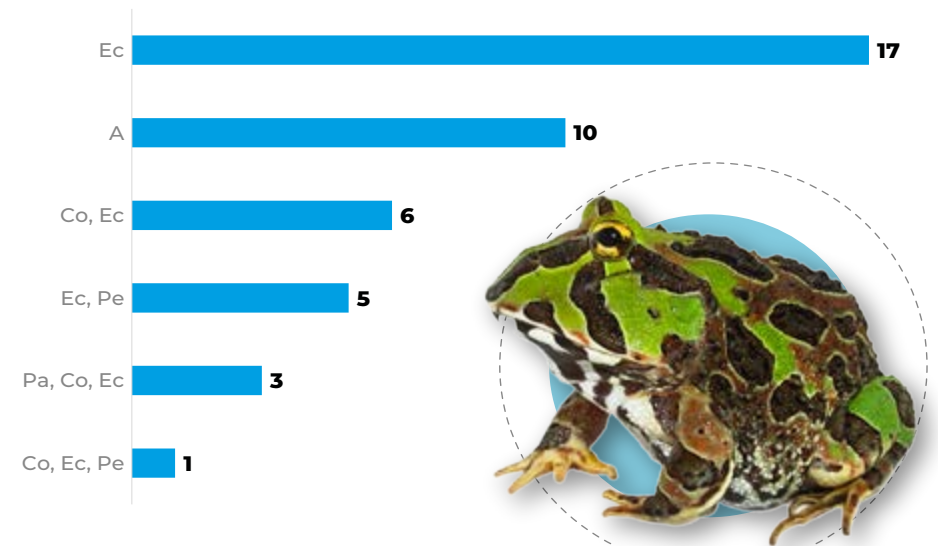 Ec 17
A 10
Co, Ec 6
Ec, Pe 5
Pa, Co, Ec 3
Co, Ec, Pe 1